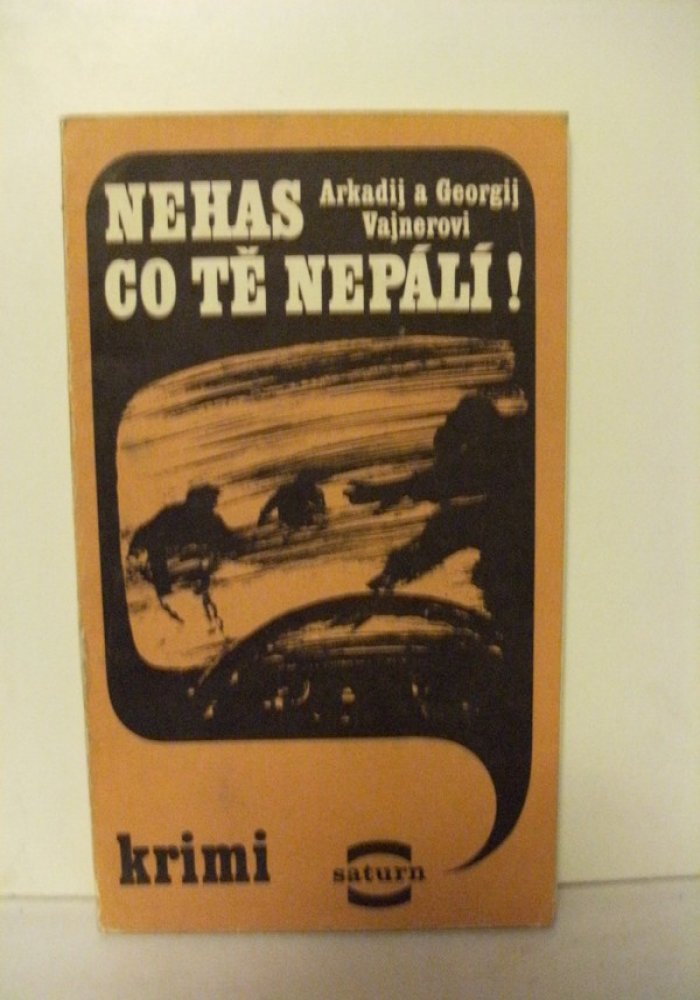 NEHAS
Arkadij a Georgij
Vajnerovi
CO TĚ NEPÁLÍ!
krimi
saturn